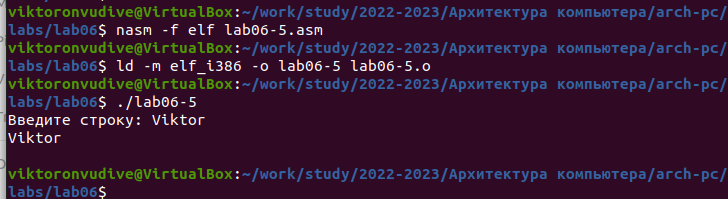 viktoronvudive@VirtualBox:~/work/study/2022-2023/Архитектура компьютера/arch-pc/
labs/lab06$ nasm -f elf lab06-5.asm
viktoronvudive@VirtualBox:~/work/study/2022-2023/Архитектура компьютера/arch-pc/
labs/lab06$ ld -m elf_i386 -o lab06-5 lab06-5.o
viktoronvudive@VirtualBox:~/work/study/2022-2023/Архитектура компьютера/arch-pc/
labs/lab06$ ./lab06-5
Введите строку: Viktor
Viktor
viktoronvudive@VirtualBox:~/work/study/2022-2023/Архитектура компьютера/arch-pc/
labs/lab06$